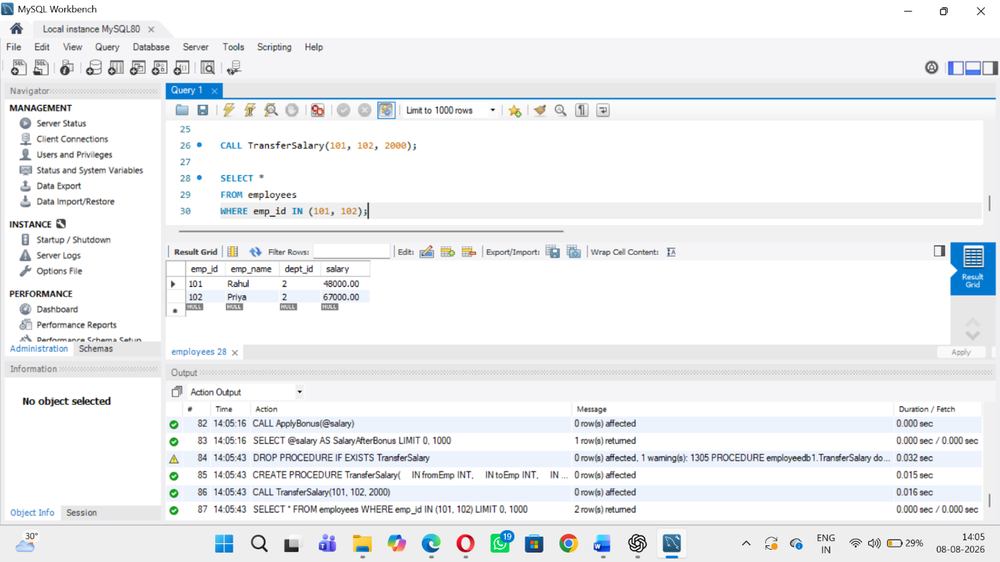 MySQL Workbench
Local instance MySQL80
File Edit View Query Database Server Tools Scripting Help
Navigator
MANAGEMENT
Server Status
Client Connections
Users and Privileges
Status and System Variables
Data Export
Data Import/Restore
INSTANCE
Startup / Shutdown
Server Logs
Options File
PERFORMANCE
Dashboard
Performance Reports
Performance Schema Setup
Administration Schemas
Information
No object selected
Object Info Session
Query 1
Limit to 1000 rows
25
26 CALL TransferSalary(101, 102, 2000);
27
28 SELECT *
29 FROM employees
30 WHERE emp_id IN (101, 102);
Result Grid Filter Rows: Edit: Export/Import: Wrap Cell Content:
emp_id emp_name dept_id salary
101 Rahul 2 48000.00
102 Priya 2 67000.00
NULL NULL NULL NULL
Result Grid
employees 28
Apply
Output
Action Output
# Time Action Message Duration / Fetch
82 14:05:16 CALL ApplyBonus(@salary) 0 row(s) affected 0.000 sec
83 14:05:16 SELECT @salary AS SalaryAfterBonus LIMIT 0, 1000 1 row(s) returned 0.000 sec / 0.000 sec
84 14:05:43 DROP PROCEDURE IF EXISTS TransferSalary 0 row(s) affected, 1 warning(s): 1305 PROCEDURE employeedb1.TransferSalary do... 0.032 sec
85 14:05:43 CREATE PROCEDURE TransferSalary( IN fromEmp INT, IN toEmp INT, IN ... 0 row(s) affected 0.015 sec
86 14:05:43 CALL TransferSalary(101, 102, 2000) 0 row(s) affected 0.016 sec
87 14:05:43 SELECT * FROM employees WHERE emp_id IN (101, 102) LIMIT 0, 1000 2 row(s) returned 0.000 sec / 0.000 sec
30°
19
ENG
IN
29%
14:05
08-08-2026